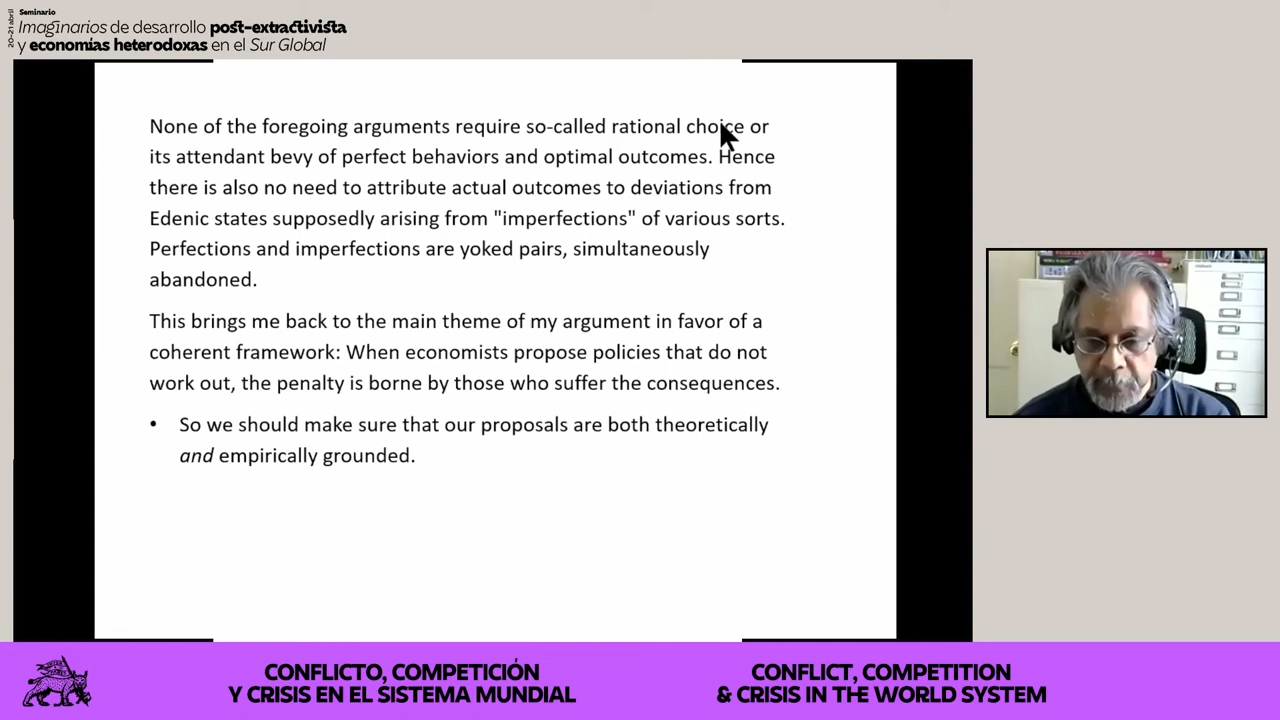 20-21 abril
Seminario
Imaginarios de desarrollo post-extractivista
y economías heterodoxas en el Sur Global
None of the foregoing arguments require so-called rational choice or
its attendant bevy of perfect behaviors and optimal outcomes. Hence
there is also no need to attribute actual outcomes to deviations from
Edenic states supposedly arising from "imperfections" of various sorts.
Perfections and imperfections are yoked pairs, simultaneously
abandoned.
This brings me back to the main theme of my argument in favor of a
coherent framework: When economists propose policies that do not
work out, the penalty is borne by those who suffer the consequences.
• So we should make sure that our proposals are both theoretically
and empirically grounded.
CONFLICTO, COMPETICIÓN
Y CRISIS EN EL SISTEMA MUNDIAL
CONFLICT, COMPETITION
& CRISIS IN THE WORLD SYSTEM